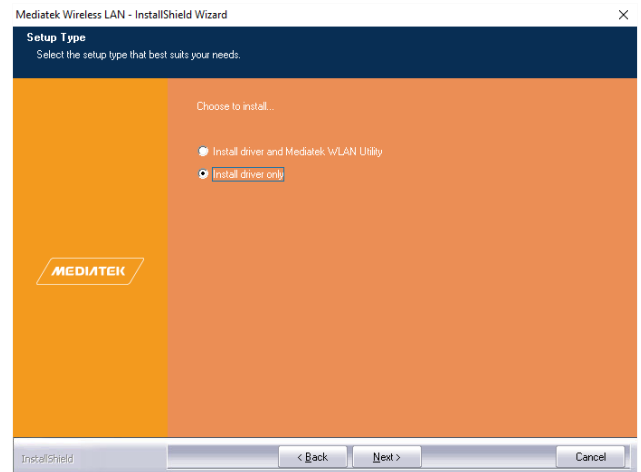 Mediatek Wireless LAN - InstallShield Wizard
Setup Type
Select the setup type that best suits your needs.
Choose to install...
Install driver and Mediatek WLAN Utility
Install driver only
MEDIATEK
InstallShield
< Back
Next >
Cancel